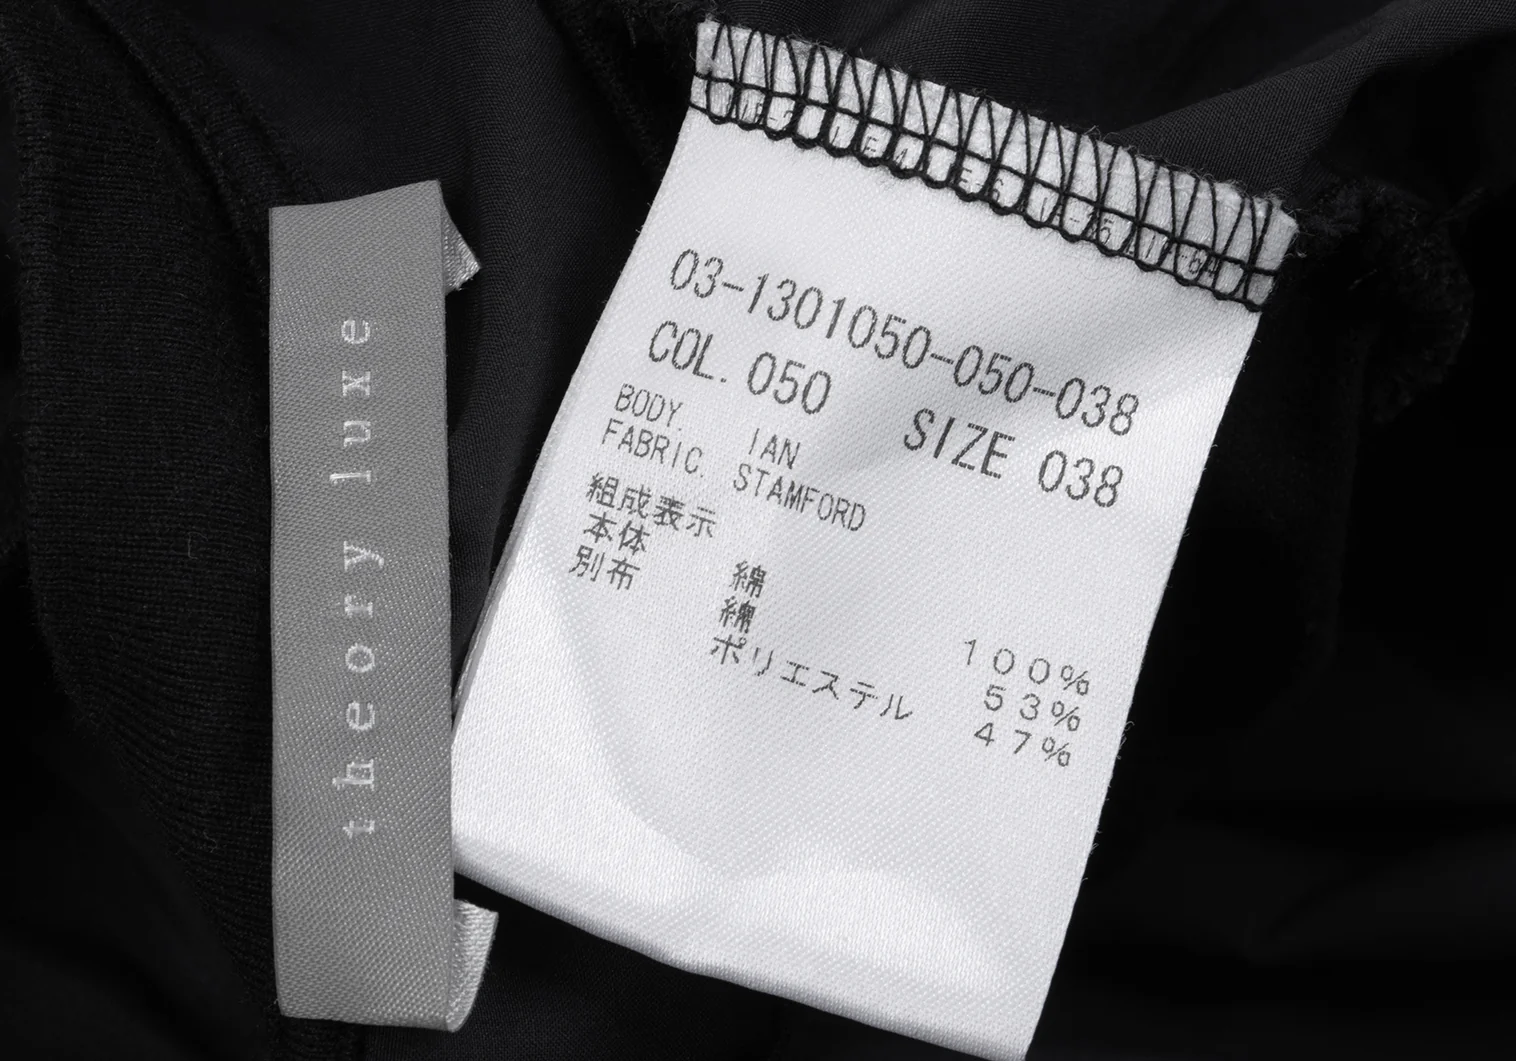 theory luxe
03-1301050-050-038
COL. 050 SIZE 038
BODY. IAN
FABRIC. STAMFORD
組成表示
本体 綿 100%
別布 綿 53%
ポリエステル 47%